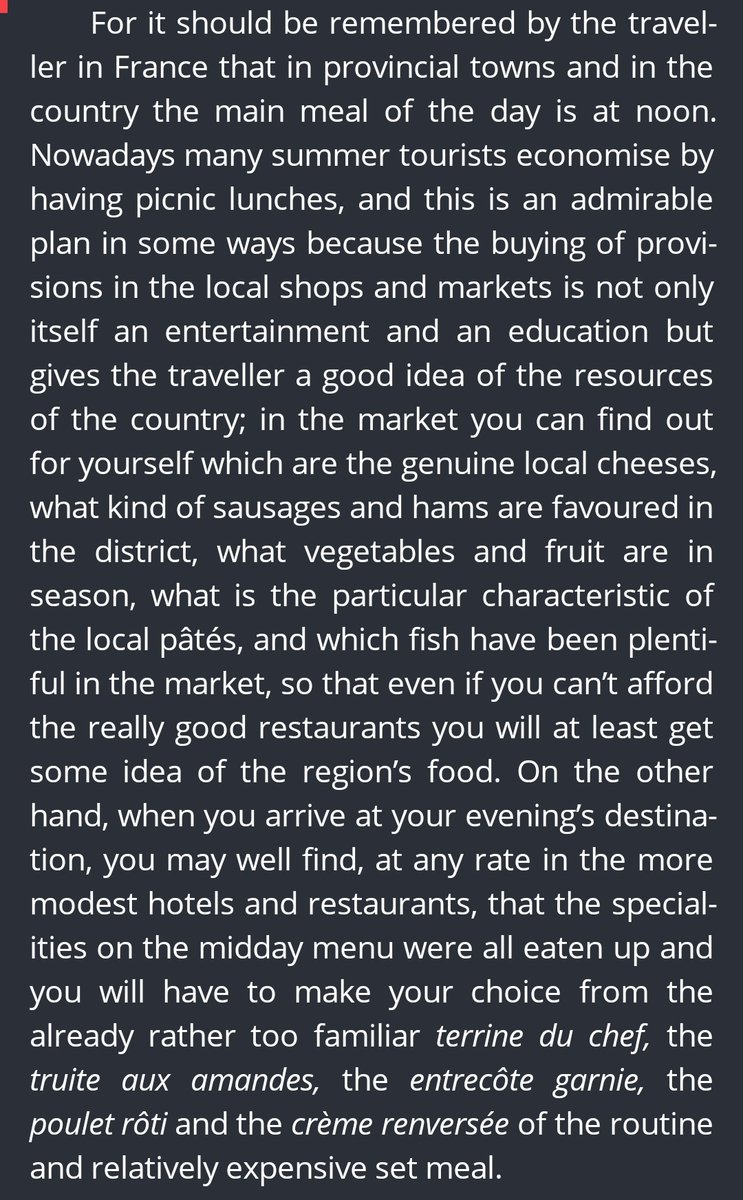 For it should be remembered by the travel-
ler in France that in provincial towns and in the
country the main meal of the day is at noon.
Nowadays many summer tourists economise by
having picnic lunches, and this is an admirable
plan in some ways because the buying of provi-
sions in the local shops and markets is not only
itself an entertainment and an education but
gives the traveller a good idea of the resources
of the country; in the market you can find out
for yourself which are the genuine local cheeses,
what kind of sausages and hams are favoured in
the district, what vegetables and fruit are in
season, what is the particular characteristic of
the local pâtés, and which fish have been plenti-
ful in the market, so that even if you can’t afford
the really good restaurants you will at least get
some idea of the region’s food. On the other
hand, when you arrive at your evening’s destina-
tion, you may well find, at any rate in the more
modest hotels and restaurants, that the special-
ities on the midday menu were all eaten up and
you will have to make your choice from the
already rather too familiar terrine du chef, the
truite aux amandes, the entrecôte garnie, the
poulet rôti and the crème renversée of the routine
and relatively expensive set meal.